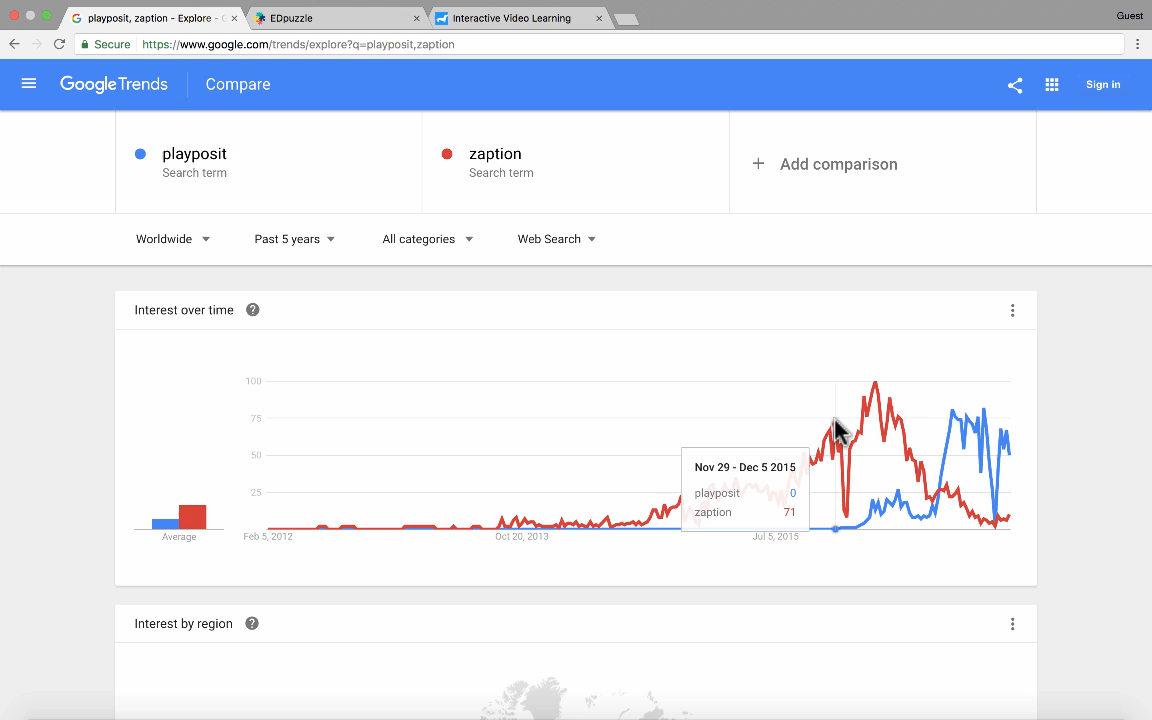 playposit, zaption - Explore - G
EDpuzzle
Interactive Video Learning
Guest
Secure https://www.google.com/trends/explore?q=playposit,zaption
Google Trends Compare Sign in
playposit
Search term
zaption
Search term
+ Add comparison
Worldwide Past 5 years All categories Web Search
Interest over time ?
100
75
50
25
Nov 29 - Dec 5 2015
playposit 0
zaption 71
Average
Feb 5, 2012 Oct 20, 2013 Jul 5, 2015
Interest by region ?